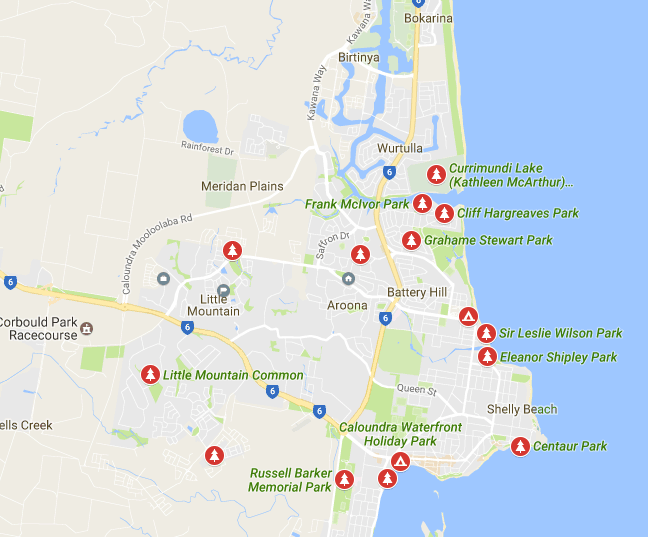 Bokarina
Kawana Wa
Birtinya
Kawana Way
Rainforest Dr
Wurtulla
6
Currimundi Lake
(Kathleen McArthur)...
Meridan Plains
Frank McIvor Park
Cliff Hargreaves Park
Caloundra Mooloolaba Rd
Saffron Dr
Grahame Stewart Park
6
Battery Hill
Little
Mountain
Aroona
6
6
Corbould Park
Racecourse
Sir Leslie Wilson Park
Eleanor Shipley Park
Little Mountain Common
6
Queen St
6
Shelly Beach
ells Creek
Caloundra Waterfront
Holiday Park
Centaur Park
Russell Barker
Memorial Park